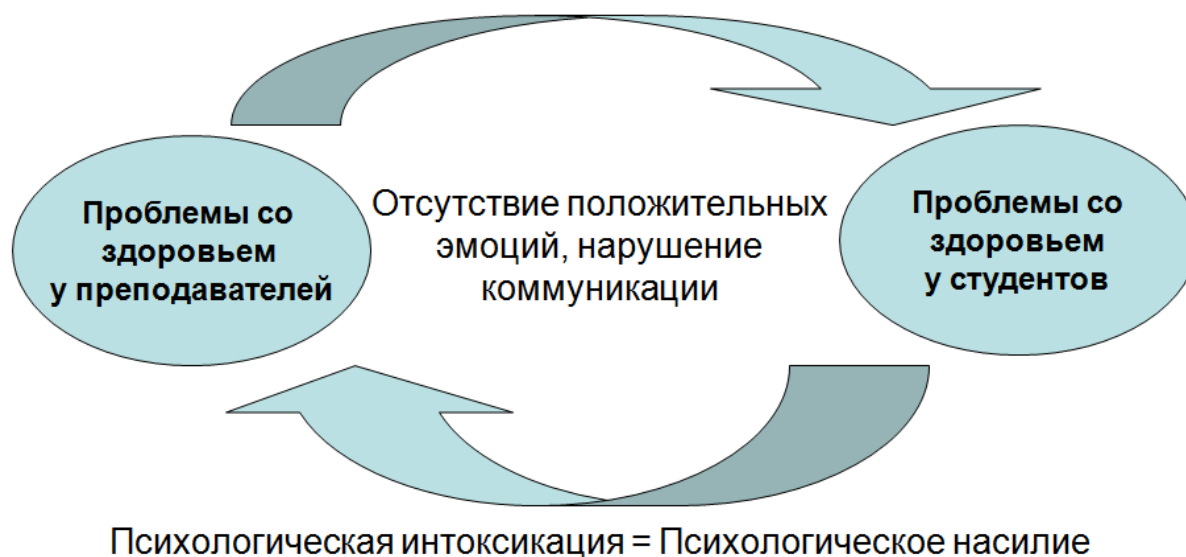 Проблемы со
здоровьем
у преподавателей
Отсутствие положительных
эмоций, нарушение
коммуникации
Проблемы со
здоровьем
у студентов
Психологическая интоксикация = Психологическое насилие